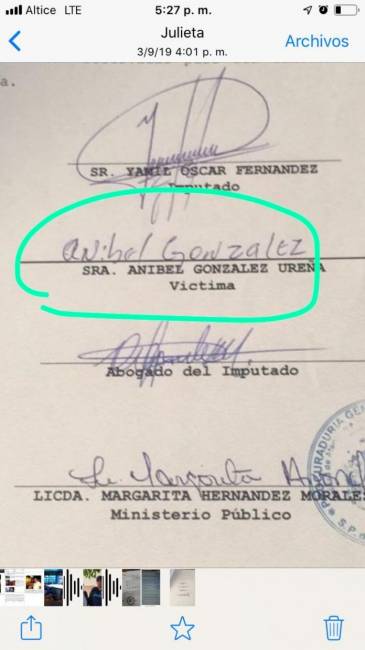 Altice LTE
5:27 p. m.
Julieta
3/9/19 4:01 p. m.
Archivos
a.
SR. YAMIL OSCAR FERNANDEZ
Imputado
Anibel Gonzalez
SRA. ANIBEL GONZALEZ UREÑA
Victima
Abogado del Imputado
Margarita
LICDA. MARGARITA HERNANDEZ MORALES
Ministerio Público